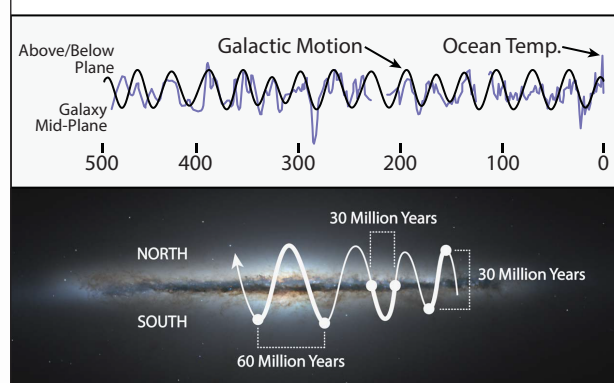 Above/Below
Plane
Galactic Motion
Ocean Temp.
Galaxy
Mid-Plane
500 400 300 200 100 0
30 Million Years
NORTH
30 Million Years
SOUTH
60 Million Years